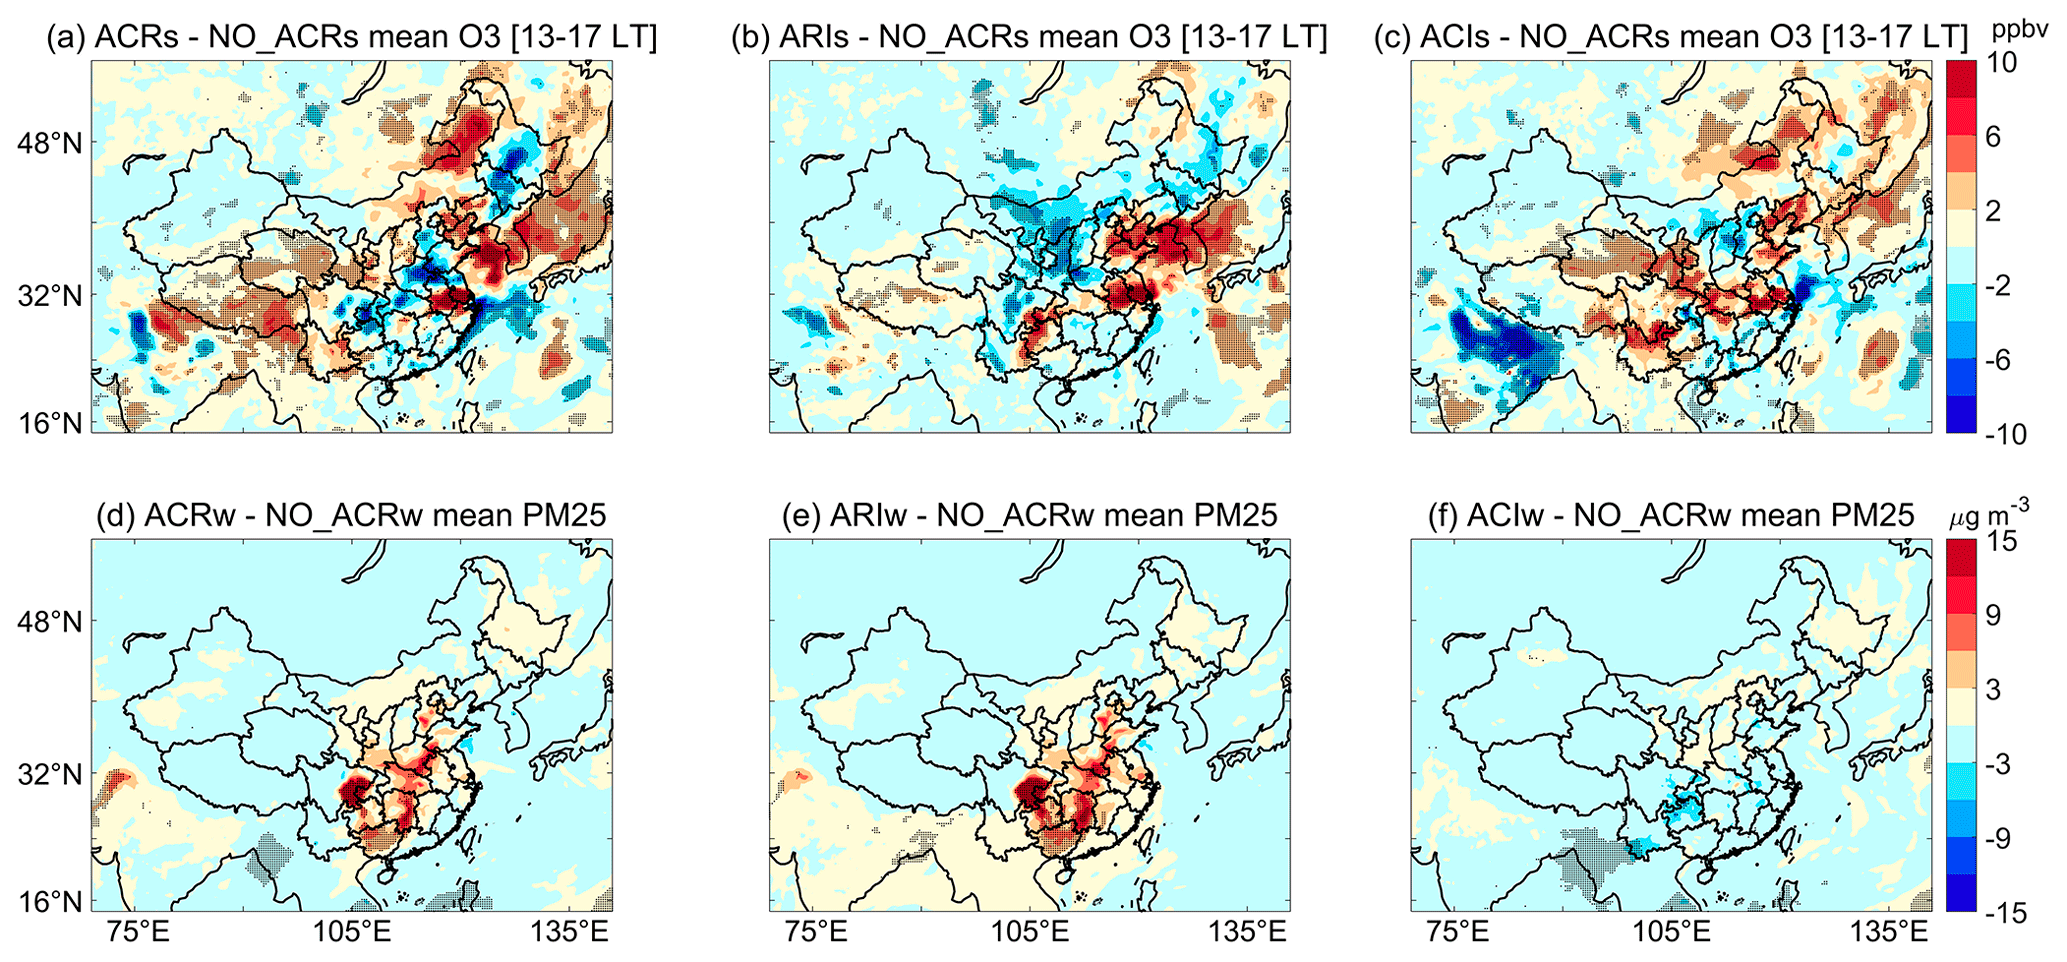 (a) ACRs - NO_ACRs mean O3 [13-17 LT]
(b) ARIs - NO_ACRs mean O3 [13-17 LT]
(c) ACIs - NO_ACRs mean O3 [13-17 LT]
ppbv
10
6
2
-2
-6
-10
48°N
32°N
16°N
(d) ACRw - NO_ACRw mean PM25
(e) ARIw - NO_ACRw mean PM25
(f) ACIw - NO_ACRw mean PM25
μg m⁻³
15
9
3
-3
-9
-15
48°N
32°N
16°N
75°E 105°E 135°E
75°E 105°E 135°E
75°E 105°E 135°E